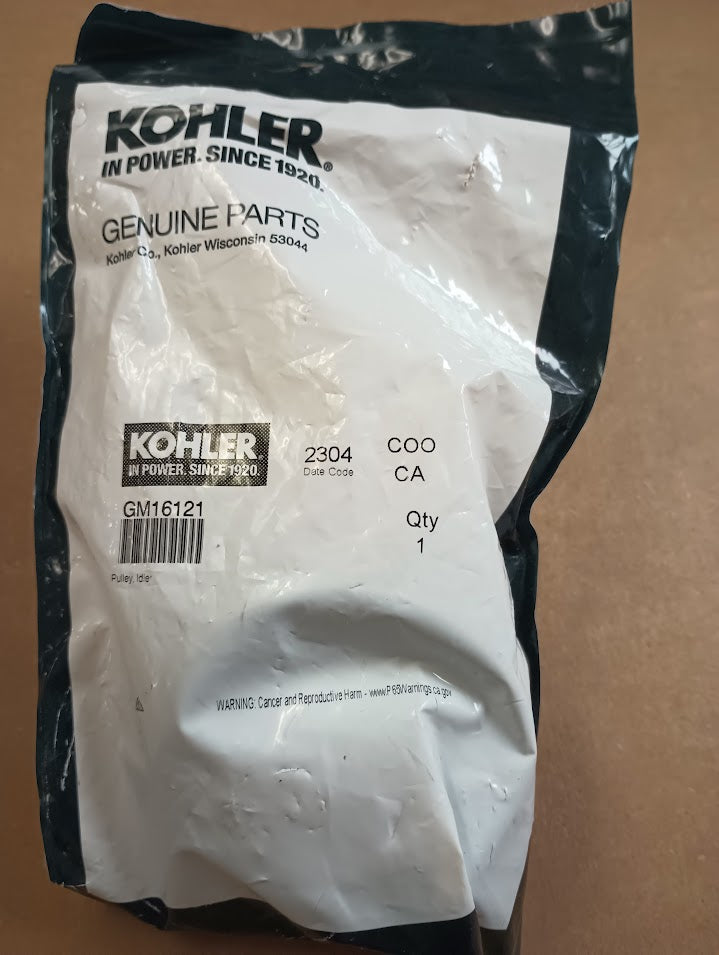 KOHLER®
IN POWER. SINCE 1920.
GENUINE PARTS
Kohler Co., Kohler Wisconsin 53044
KOHLER
IN POWER. SINCE 1920.
2304
Date Code
COO
CA
GM16121
Qty
1
Pulley, Idler
WARNING: Cancer and Reproductive Harm - www.P65Warnings.ca.gov